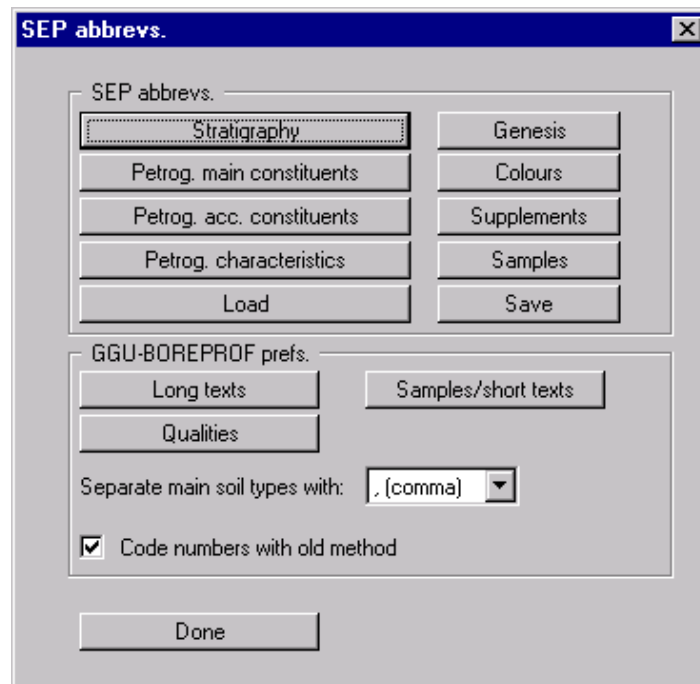 SEP abbrevs.
SEP abbrevs.
Stratigraphy Genesis
Petrog. main constituents Colours
Petrog. acc. constituents Supplements
Petrog. characteristics Samples
Load Save
GGU-BOREPROF prefs.
Long texts Samples/short texts
Qualities
Separate main soil types with: , (comma)
Code numbers with old method
Done